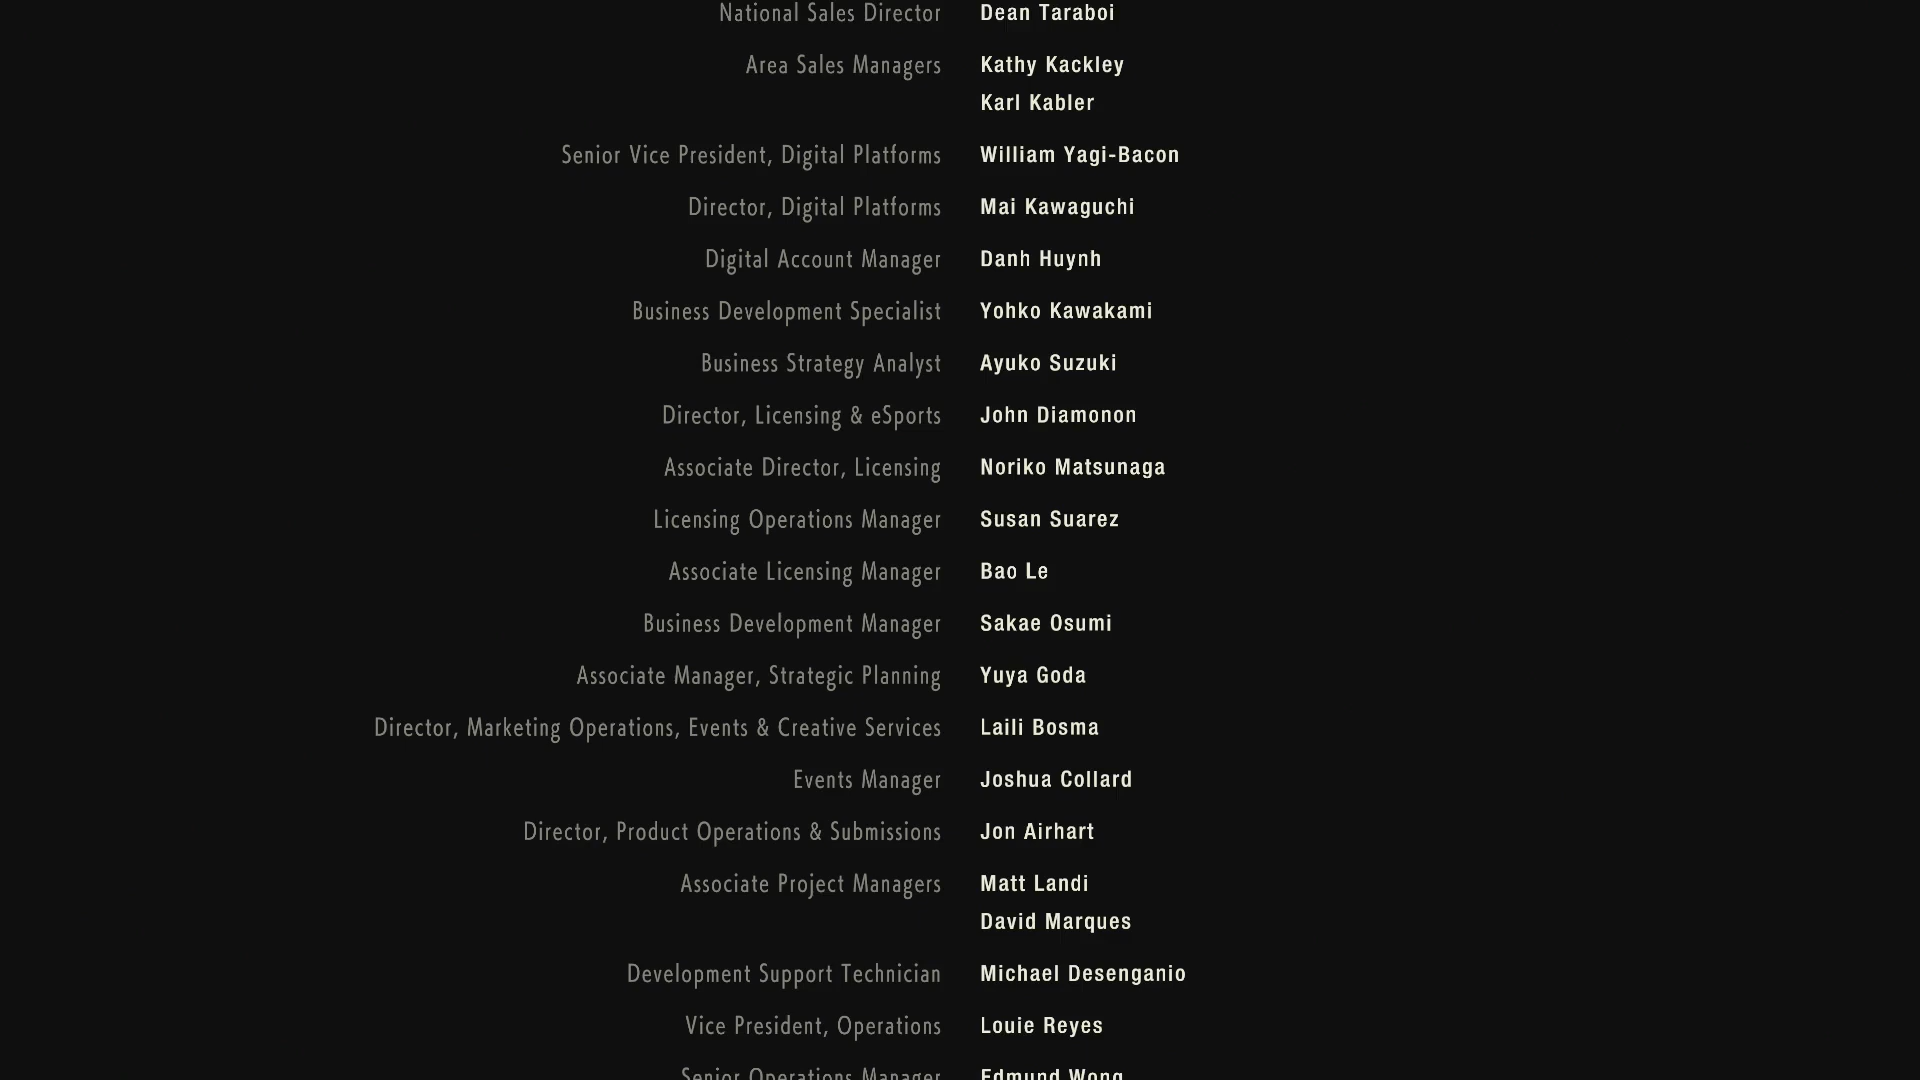 National Sales Director Dean Taraboi
Area Sales Managers Kathy Kackley
Karl Kabler
Senior Vice President, Digital Platforms William Yagi-Bacon
Director, Digital Platforms Mai Kawaguchi
Digital Account Manager Danh Huynh
Business Development Specialist Yohko Kawakami
Business Strategy Analyst Ayuko Suzuki
Director, Licensing & eSports John Diamonon
Associate Director, Licensing Noriko Matsunaga
Licensing Operations Manager Susan Suarez
Associate Licensing Manager Bao Le
Business Development Manager Sakae Osumi
Associate Manager, Strategic Planning Yuya Goda
Director, Marketing Operations, Events & Creative Services Laili Bosma
Events Manager Joshua Collard
Director, Product Operations & Submissions Jon Airhart
Associate Project Managers Matt Landi
David Marques
Development Support Technician Michael Desenganio
Vice President, Operations Louie Reyes
Senior Operations Manager Edmund Wong